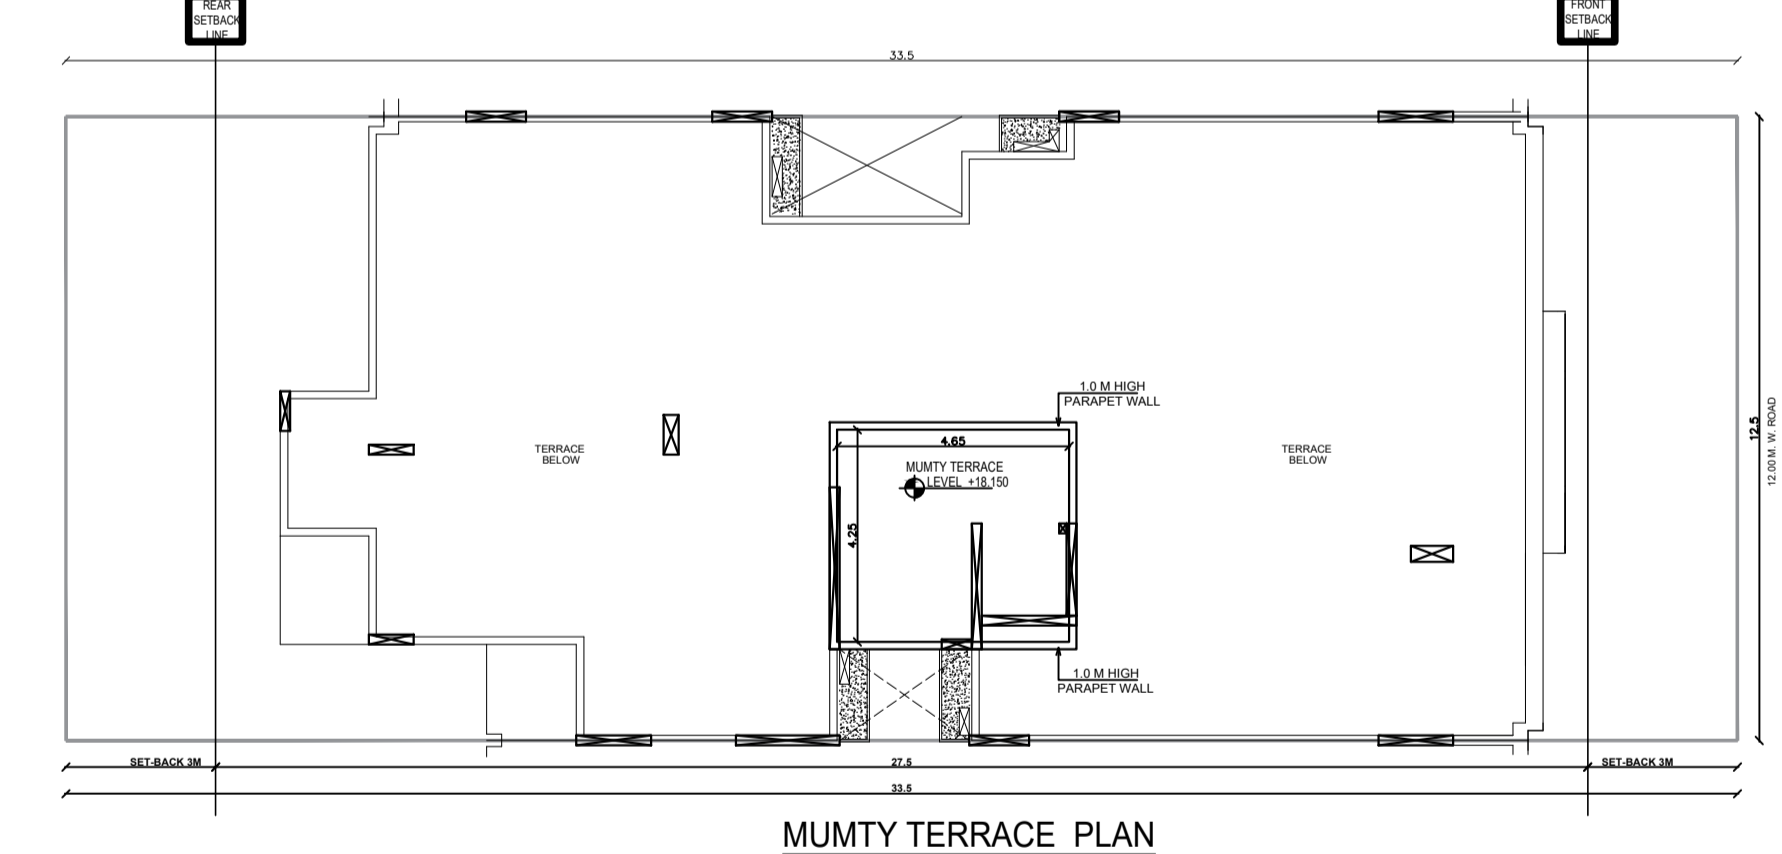 REAR
SETBACK
LINE
FRONT
SETBACK
LINE
33.5
1.0 M HIGH
PARAPET WALL
4.65
TERRACE
BELOW
MUMTY TERRACE
LEVEL +18.150
TERRACE
BELOW
4.25
12.5
12.00 M. W. ROAD
1.0 M HIGH
PARAPET WALL
SET-BACK 3M
27.5
SET-BACK 3M
33.5
MUMTY TERRACE PLAN